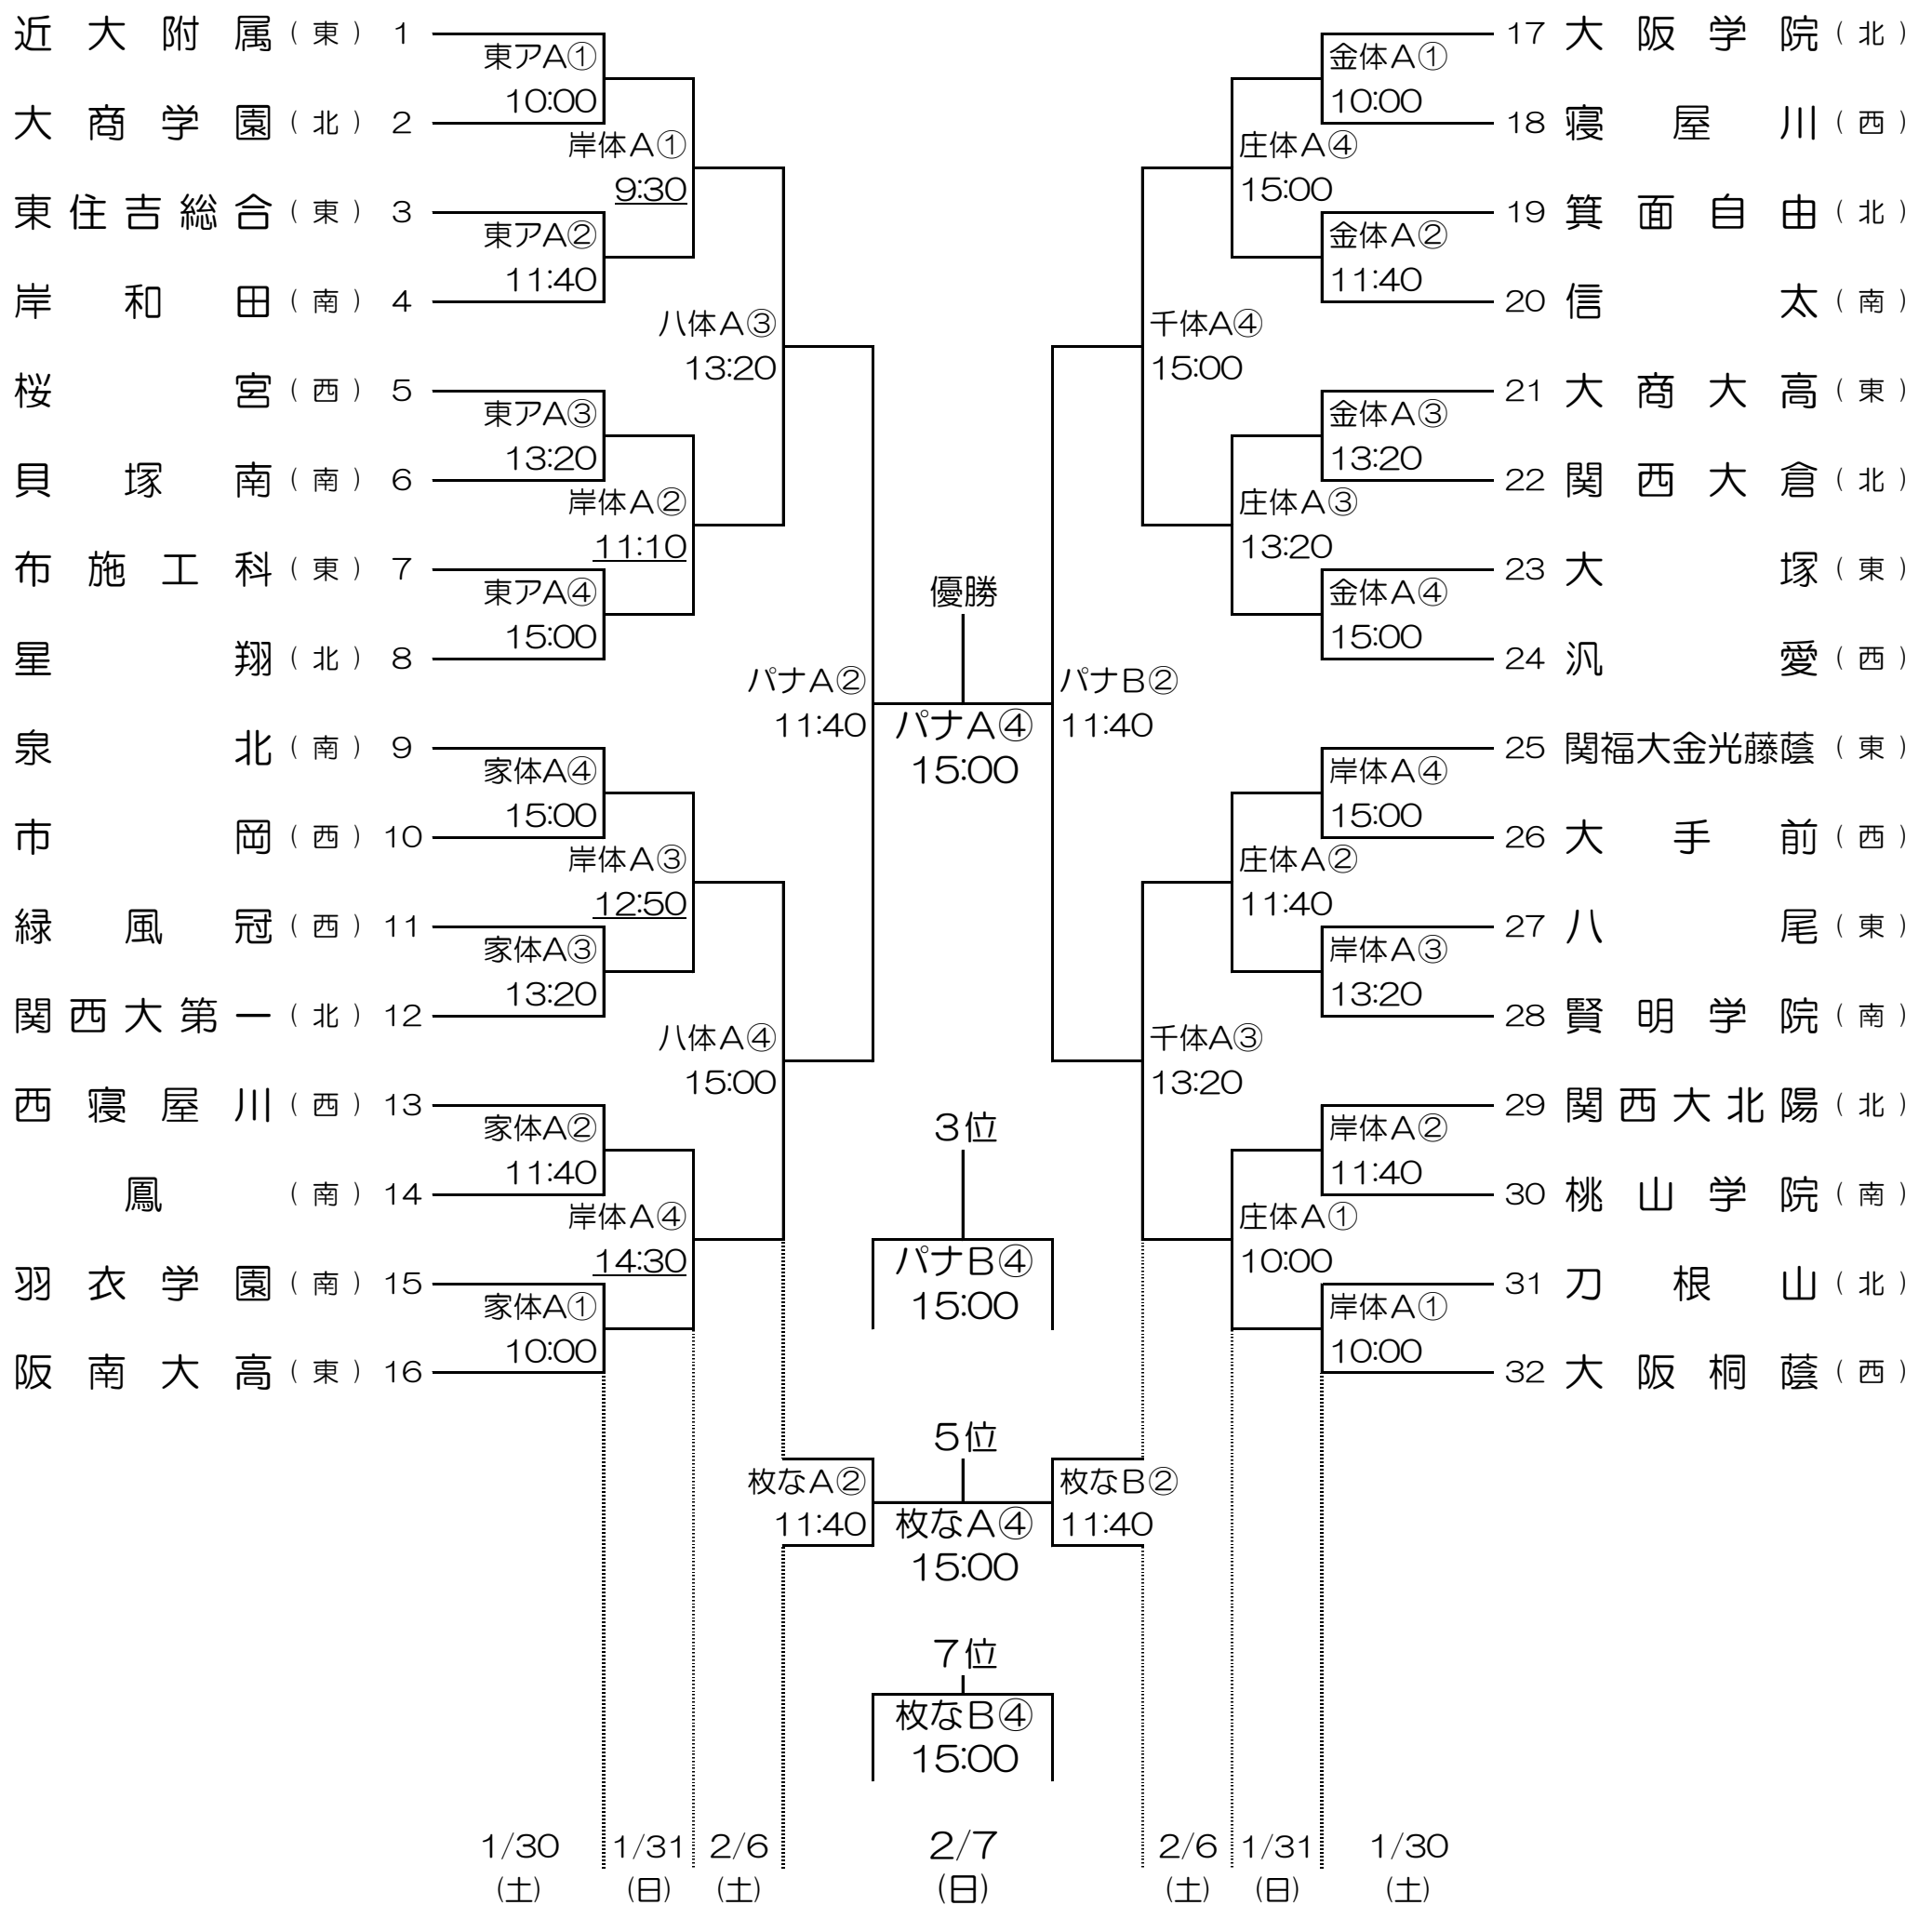 近大附属（東）1
東アA①
10:00
大商学園（北）2
岸体A①
9:30
東住吉総合（東）3
東アA②
11:40
岸和田（南）4
八体A③
13:20
桜宮（西）5
東アA③
13:20
貝塚南（南）6
岸体A②
11:10
布施工科（東）7
東アA④
15:00
星翔（北）8
パナA②
11:40
泉北（南）9
家体A④
15:00
市岡（西）10
岸体A③
12:50
緑風冠（西）11
家体A③
13:20
関西大第一（北）12
八体A④
15:00
西寝屋川（西）13
家体A②
11:40
鳳（南）14
岸体A④
14:30
羽衣学園（南）15
家体A①
10:00
阪南大高（東）16
優勝
パナA④
15:00
3位
パナB④
15:00
5位
枚なA②
11:40
枚なA④
15:00
枚なB②
11:40
7位
枚なB④
15:00
17 大阪学院（北）
金体A①
10:00
18 寝屋川（西）
庄体A④
15:00
19 箕面自由（北）
金体A②
11:40
20 信太（南）
千体A④
15:00
21 大商大高（東）
金体A③
13:20
22 関西大倉（北）
庄体A③
13:20
23 大塚（東）
金体A④
15:00
24 汎愛（西）
パナB②
11:40
25 関福大金光藤蔭（東）
岸体A④
15:00
26 大手前（西）
庄体A②
11:40
27 八尾（東）
岸体A③
13:20
28 賢明学院（南）
千体A③
13:20
29 関西大北陽（北）
岸体A②
11:40
30 桃山学院（南）
庄体A①
10:00
31 刀根山（北）
岸体A①
10:00
32 大阪桐蔭（西）
1/30 1/31 2/6 2/7 2/6 1/31 1/30
(土) (日) (土) (日) (土) (日) (土)